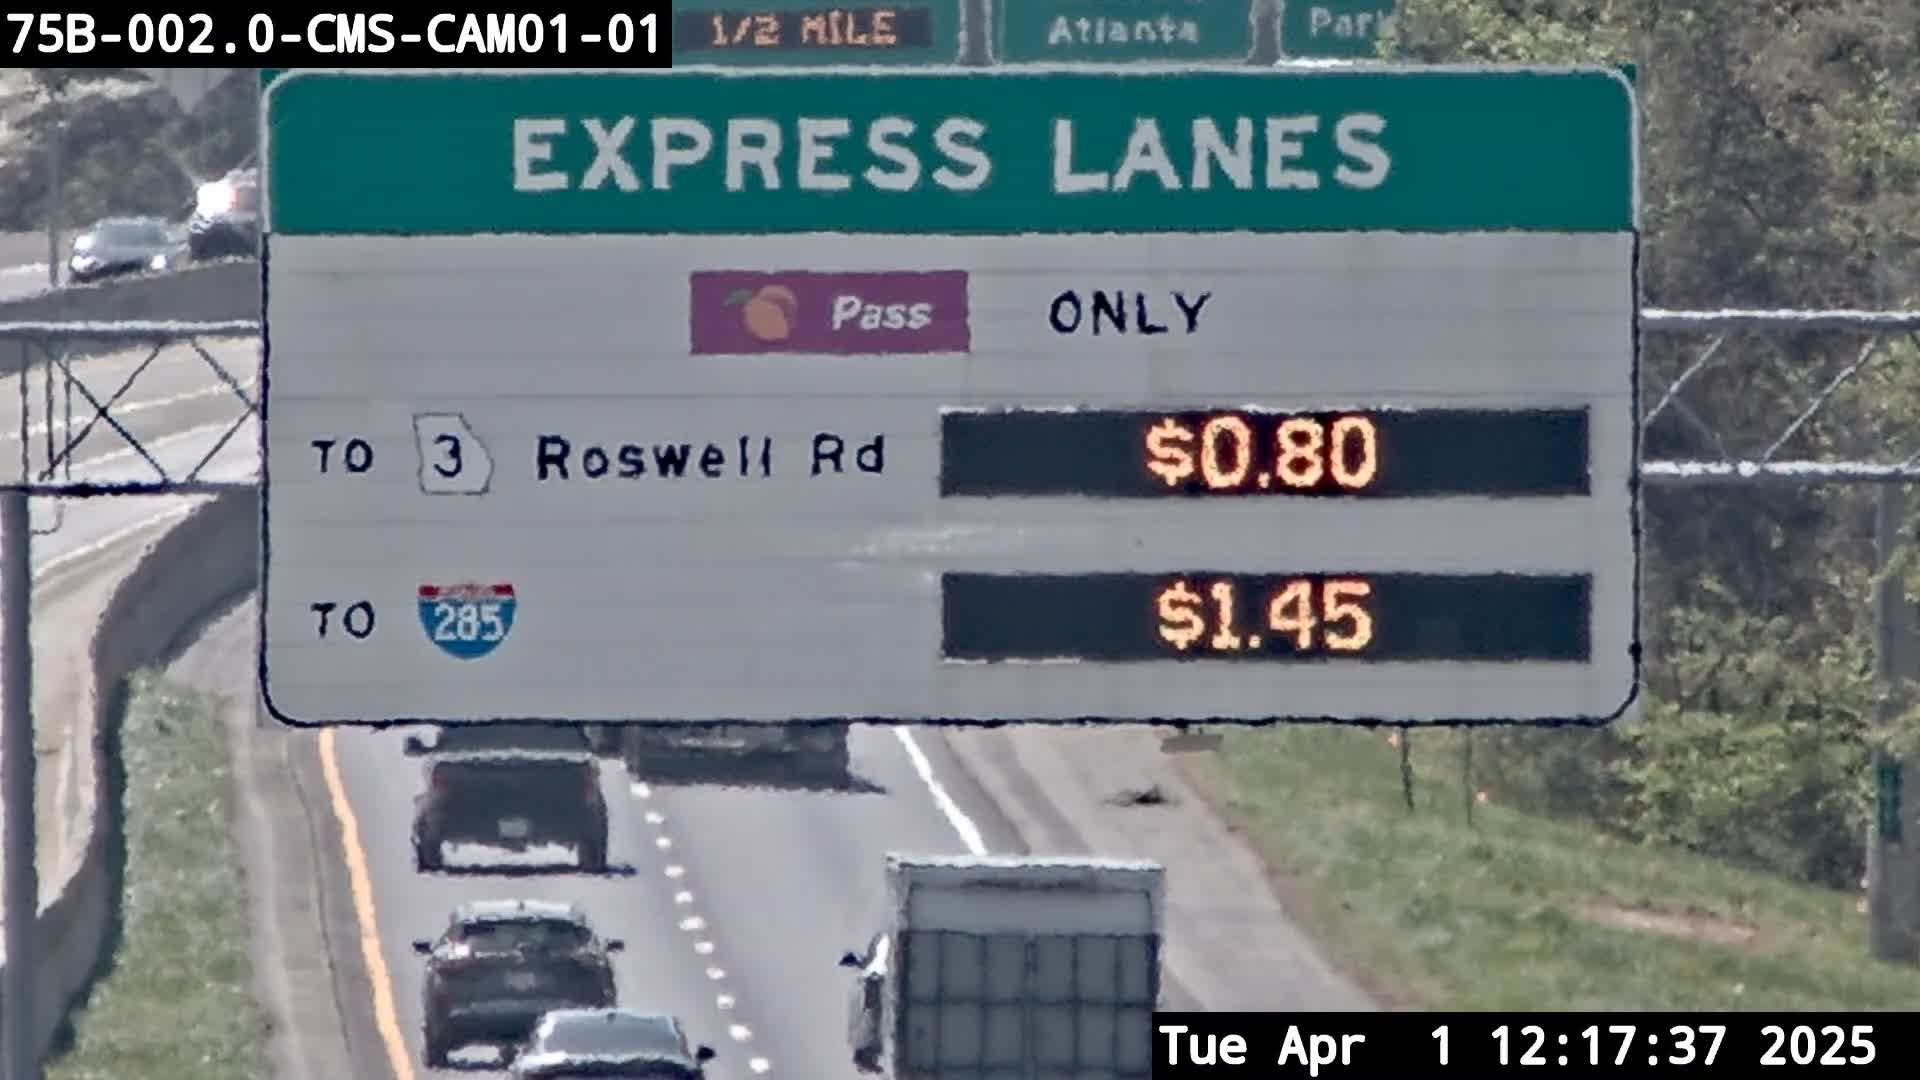 75B-002.0-CMS-CAM01-01
1/2 MILE
Atlanta
Park
EXPRESS LANES
Pass ONLY
TO 3 Roswell Rd $0.80
TO 285 $1.45
Tue Apr 1 12:17:37 2025